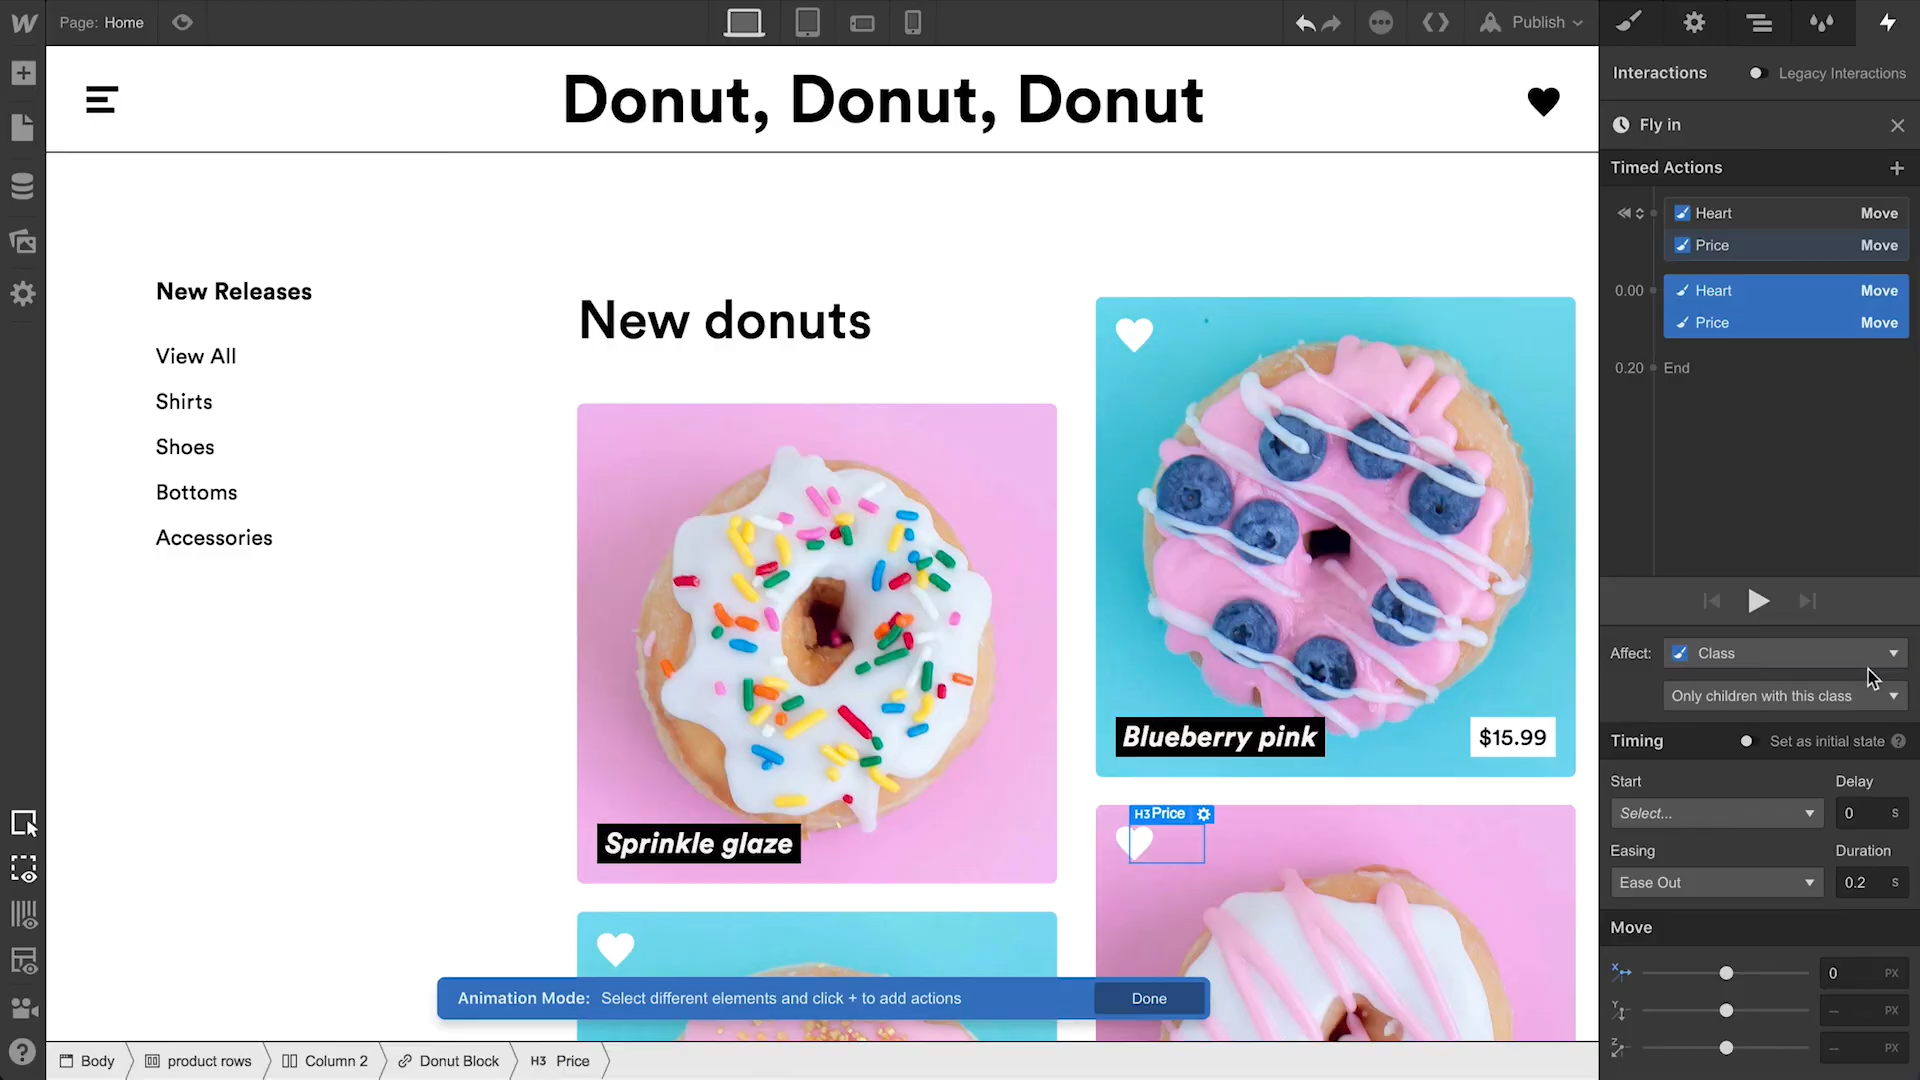 Page: Home
Publish
Donut, Donut, Donut
New Releases
View All
Shirts
Shoes
Bottoms
Accessories
New donuts
Sprinkle glaze
Blueberry pink
$15.99
H3 Price
Animation Mode: Select different elements and click + to add actions
Done
Body
product rows
Column 2
Donut Block
H3 Price
Interactions
Legacy Interactions
Fly in
Timed Actions
Heart Move
Price Move
0.00 Heart Move
Price Move
0.20 End
Affect: Class
Only children with this class
Timing
Set as initial state ?
Start Delay
Select... 0 S
Easing Duration
Ease Out 0.2 S
Move
X 0 PX
Y -- PX
Z -- PX